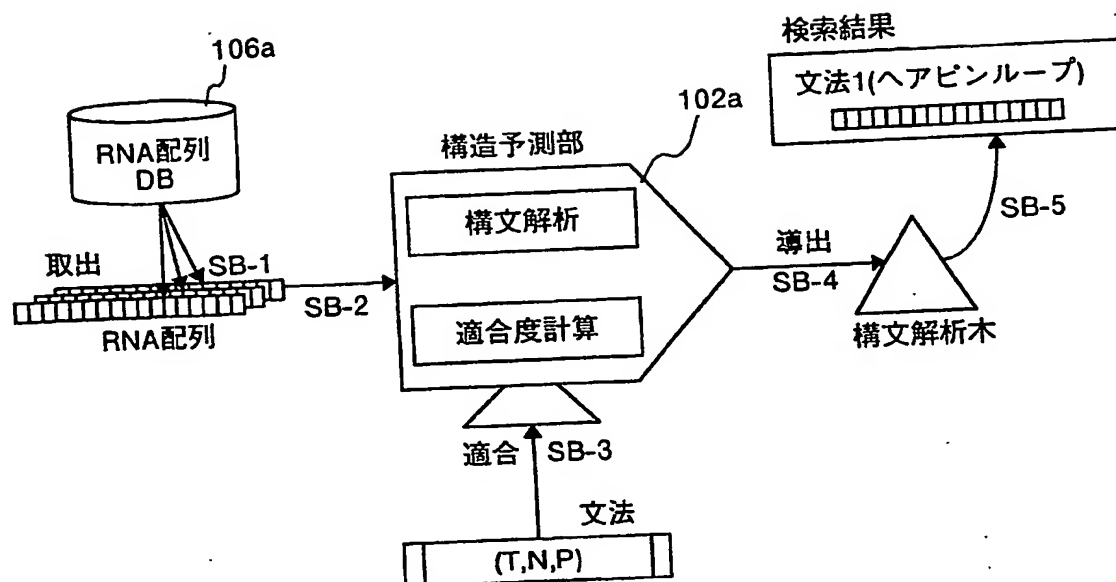 106a
RNA配列
DB
取出
SB-1
RNA配列
SB-2
構造予測部
102a
構文解析
適合度計算
適合
SB-3
文法
(T,N,P)
導出
SB-4
構文解析木
SB-5
検索結果
文法1(ヘアピンループ)